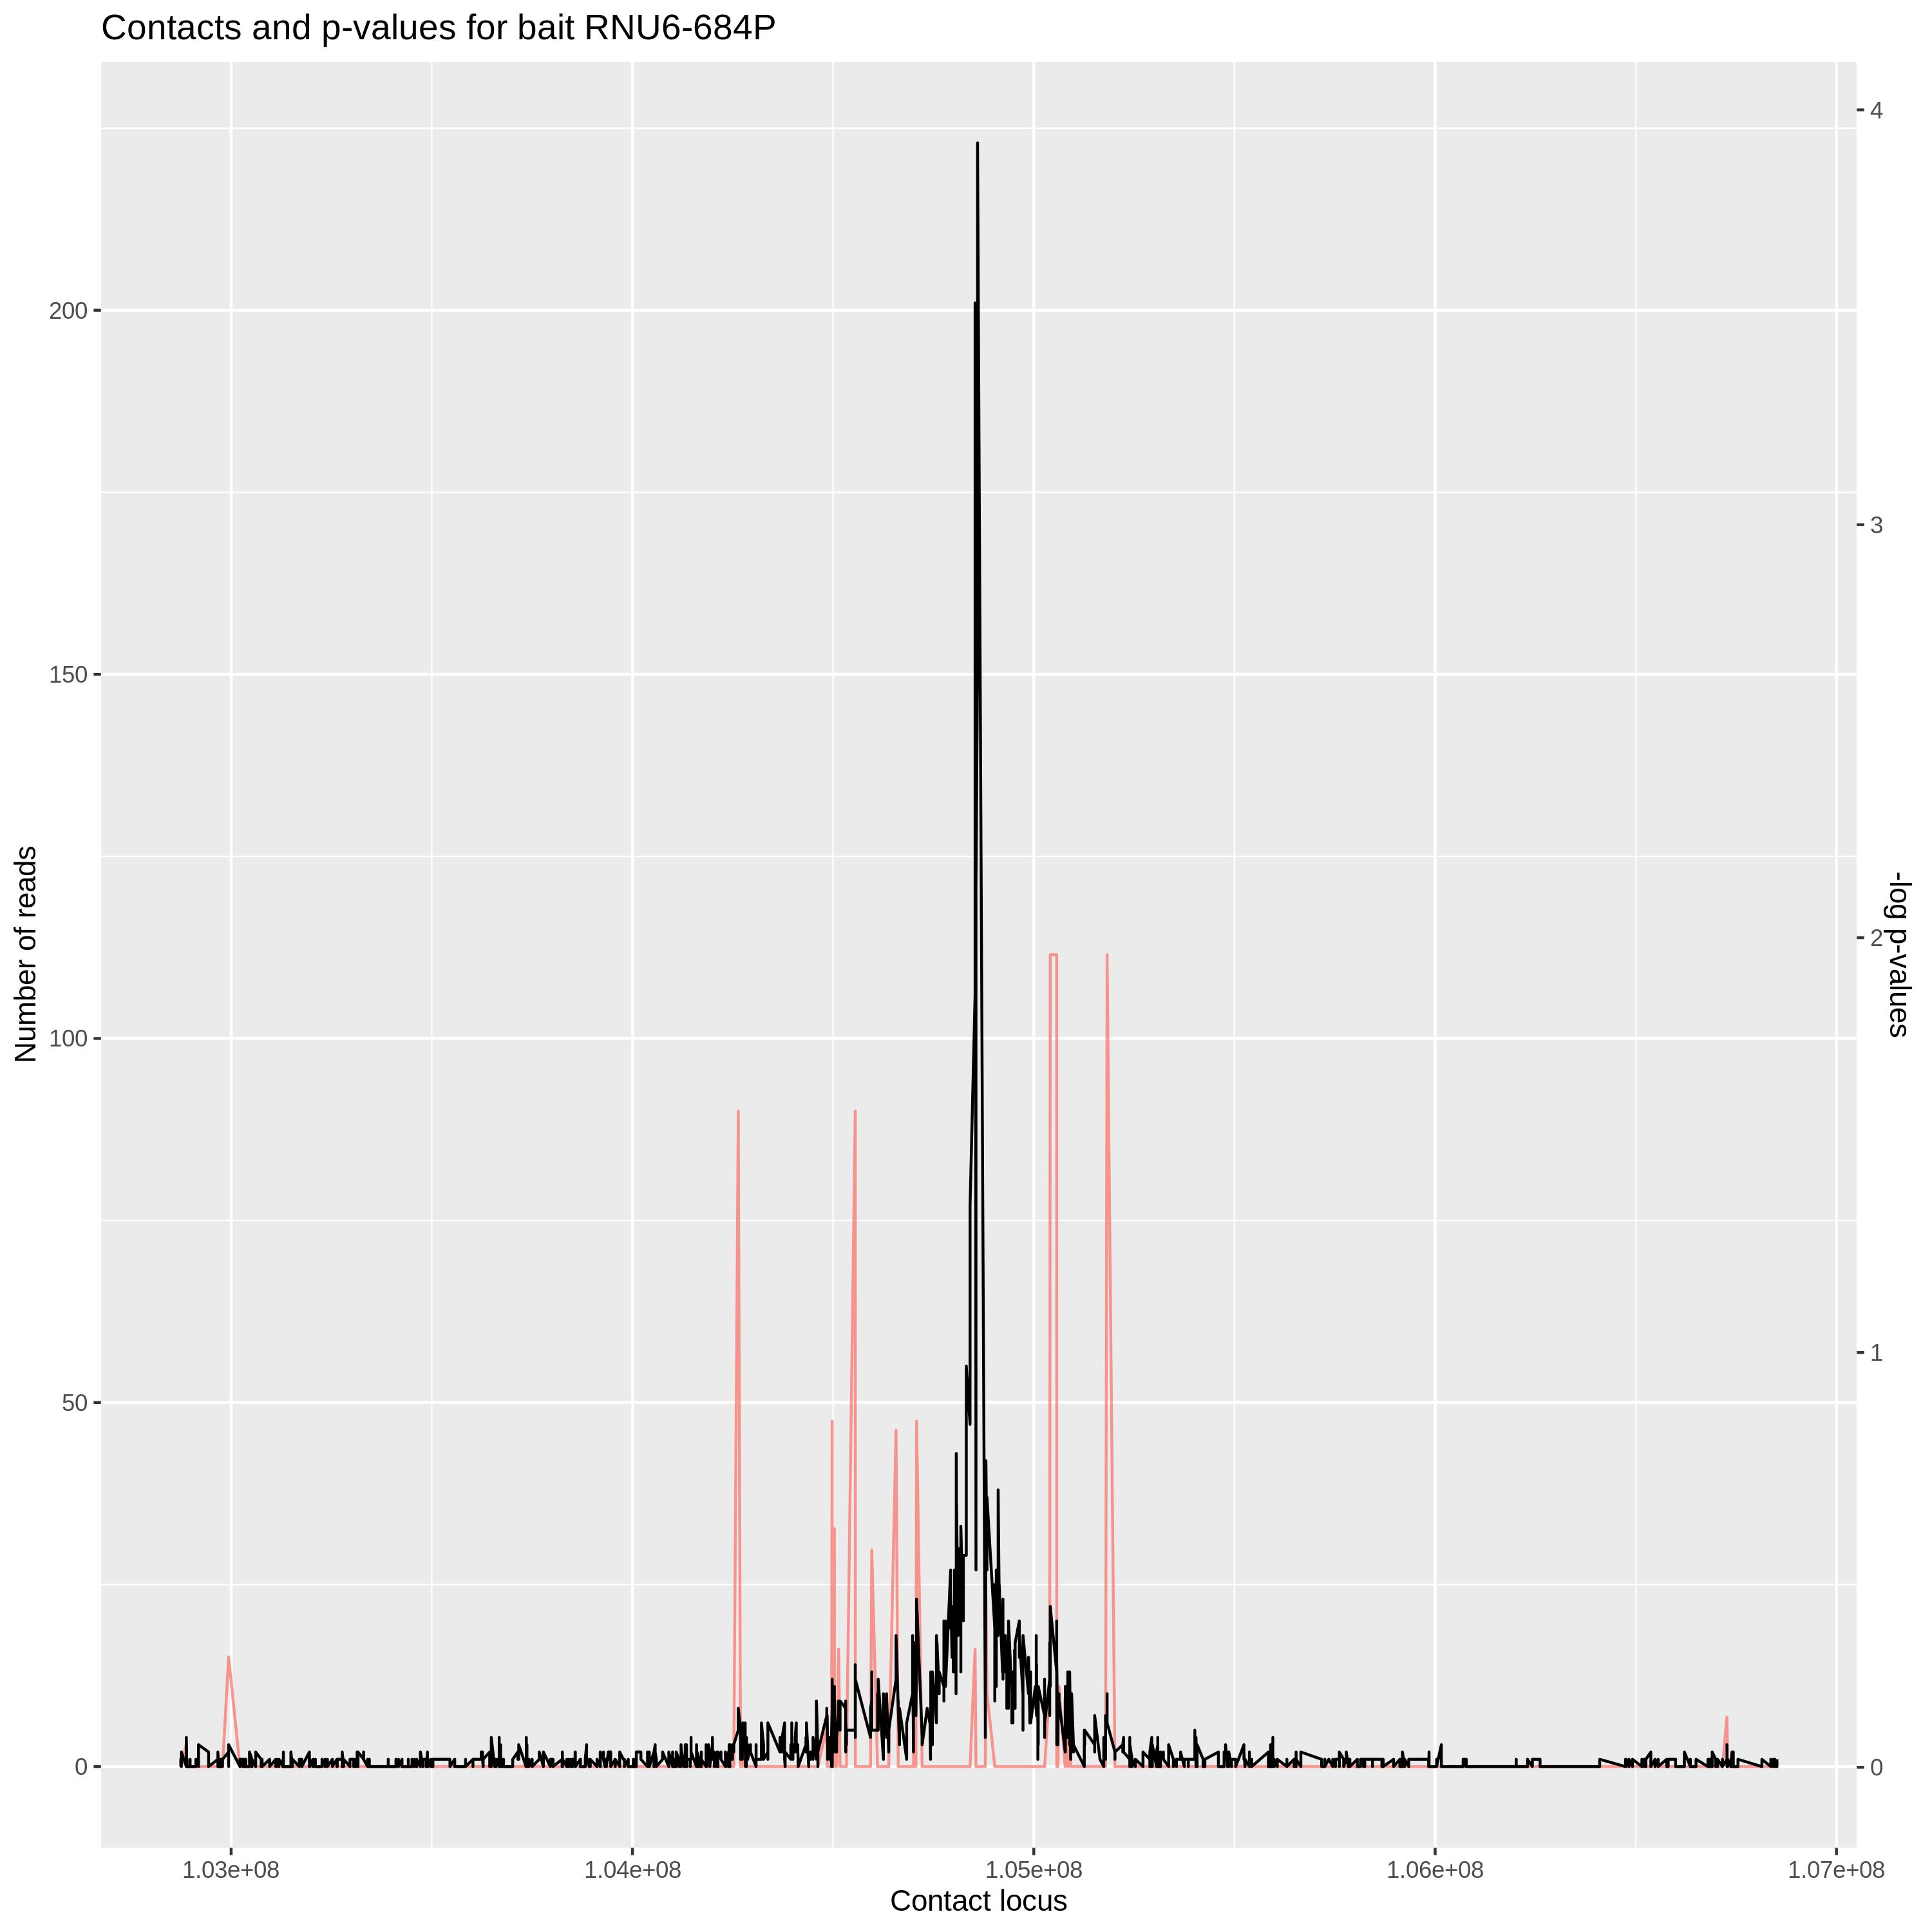 Contacts and p-values for bait RNU6-684P
4
200
3
150
Number of reads
-log p-values
2
100
1
50
0
0
1.03e+08
1.04e+08
1.05e+08
1.06e+08
1.07e+08
Contact locus